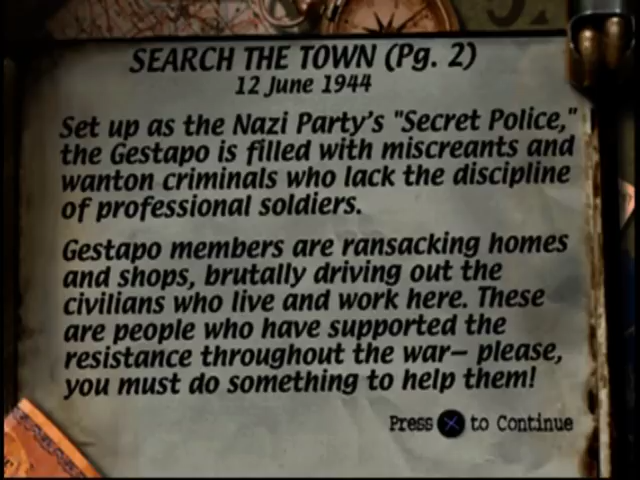 SEARCH THE TOWN (Pg. 2)
12 June 1944
Set up as the Nazi Party's "Secret Police,"
the Gestapo is filled with miscreants and
wanton criminals who lack the discipline
of professional soldiers.
Gestapo members are ransacking homes
and shops, brutally driving out the
civilians who live and work here. These
are people who have supported the
resistance throughout the war— please,
you must do something to help them!
Press X to Continue